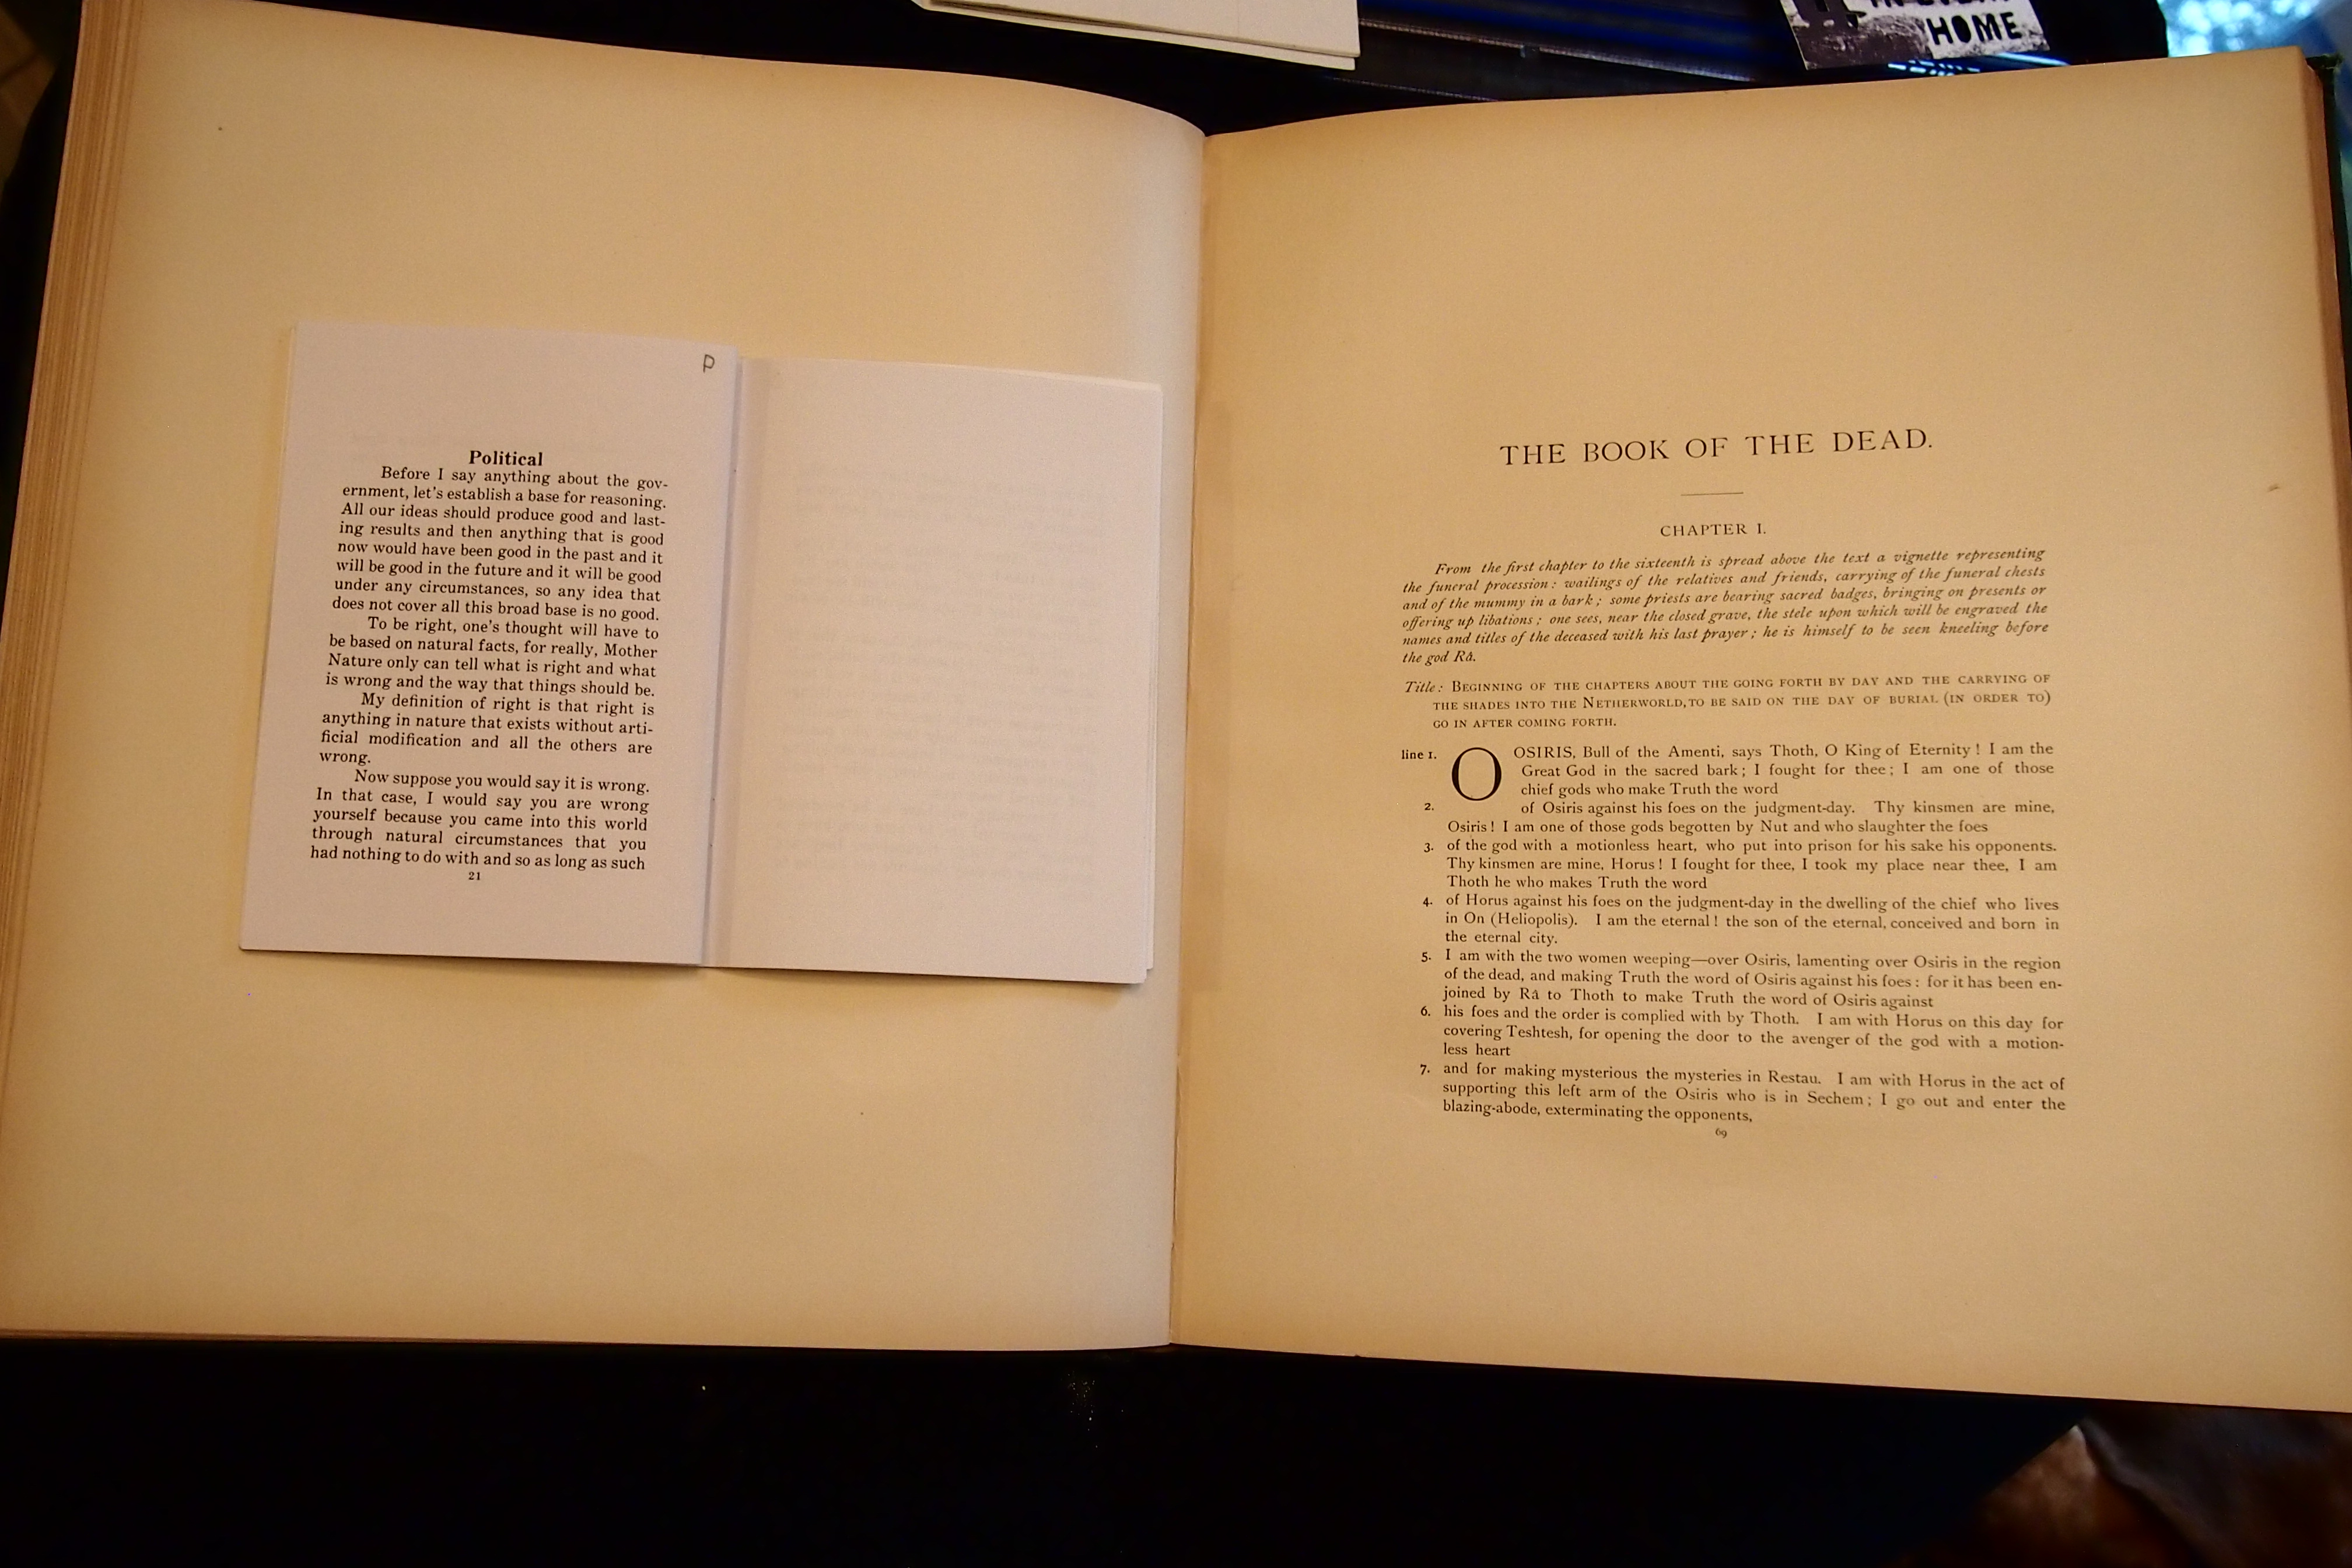 HOME
P
Political
Before I say anything about the gov-
ernment, let's establish a base for reasoning.
All our ideas should produce good and last-
ing results and then anything that is good
now would have been good in the past and it
will be good in the future and it will be good
under any circumstances, so any idea that
does not cover all this broad base is no good.
To be right, one's thought will have to
be based on natural facts, for really, Mother
Nature only can tell what is right and what
is wrong and the way that things should be.
My definition of right is that right is
anything in nature that exists without arti-
ficial modification and all the others are
wrong.
Now suppose you would say it is wrong.
In that case, I would say you are wrong
yourself because you came into this world
through natural circumstances that you
had nothing to do with and so as long as such
21
THE BOOK OF THE DEAD.
CHAPTER I.
From the first chapter to the sixteenth is spread above the text a vignette representing
the funeral procession: wailings of the relatives and friends, carrying of the funeral chests
and of the mummy in a bark; some priests are bearing sacred badges, bringing on presents or
offering up libations; one sees, near the closed grave, the stele upon which will be engraved the
names and titles of the deceased with his last prayer; he is himself to be seen kneeling before
the god Râ.
Title: BEGINNING OF THE CHAPTERS ABOUT THE GOING FORTH BY DAY AND THE CARRYING OF
THE SHADES INTO THE NETHERWORLD, TO BE SAID ON THE DAY OF BURIAL (IN ORDER TO)
GO IN AFTER COMING FORTH.
line 1. O OSIRIS, Bull of the Amenti, says Thoth, O King of Eternity! I am the
Great God in the sacred bark; I fought for thee; I am one of those
chief gods who make Truth the word
2. of Osiris against his foes on the judgment-day. Thy kinsmen are mine,
Osiris! I am one of those gods begotten by Nut and who slaughter the foes
3. of the god with a motionless heart, who put into prison for his sake his opponents.
Thy kinsmen are mine, Horus! I fought for thee, I took my place near thee, I am
Thoth he who makes Truth the word
4. of Horus against his foes on the judgment-day in the dwelling of the chief who lives
in On (Heliopolis). I am the eternal! the son of the eternal, conceived and born in
the eternal city.
5. I am with the two women weeping—over Osiris, lamenting over Osiris in the region
of the dead, and making Truth the word of Osiris against his foes: for it has been en-
joined by Râ to Thoth to make Truth the word of Osiris against
6. his foes and the order is complied with by Thoth. I am with Horus on this day for
covering Teshtesh, for opening the door to the avenger of the god with a motion-
less heart
7. and for making mysterious the mysteries in Restau. I am with Horus in the act of
supporting this left arm of the Osiris who is in Sechem; I go out and enter the
blazing-abode, exterminating the opponents,
69